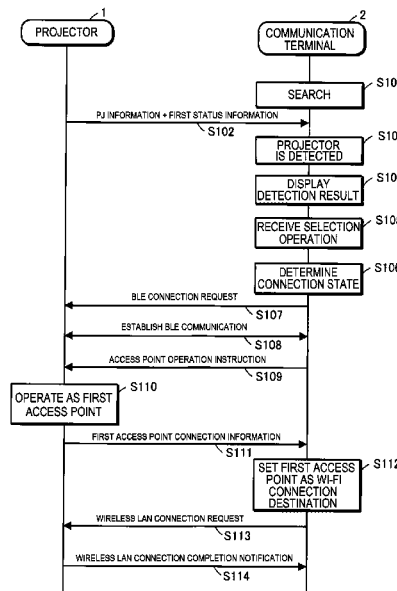 1
PROJECTOR
2
COMMUNICATION
TERMINAL
SEARCH
PJ INFORMATION + FIRST STATUS INFORMATION
S102
PROJECTOR
IS DETECTED
DISPLAY
DETECTION RESULT
RECEIVE SELECTION
OPERATION
S105
DETERMINE
CONNECTION STATE
S106
BLE CONNECTION REQUEST
S107
ESTABLISH BLE COMMUNICATION
S108
ACCESS POINT OPERATION INSTRUCTION
S109
S110
OPERATE AS FIRST
ACCESS POINT
FIRST ACCESS POINT CONNECTION INFORMATION
S111
SET FIRST ACCESS
POINT AS WI-FI
CONNECTION
DESTINATION
S112
WIRELESS LAN CONNECTION REQUEST
S113
WIRELESS LAN CONNECTION COMPLETION NOTIFICATION
S114